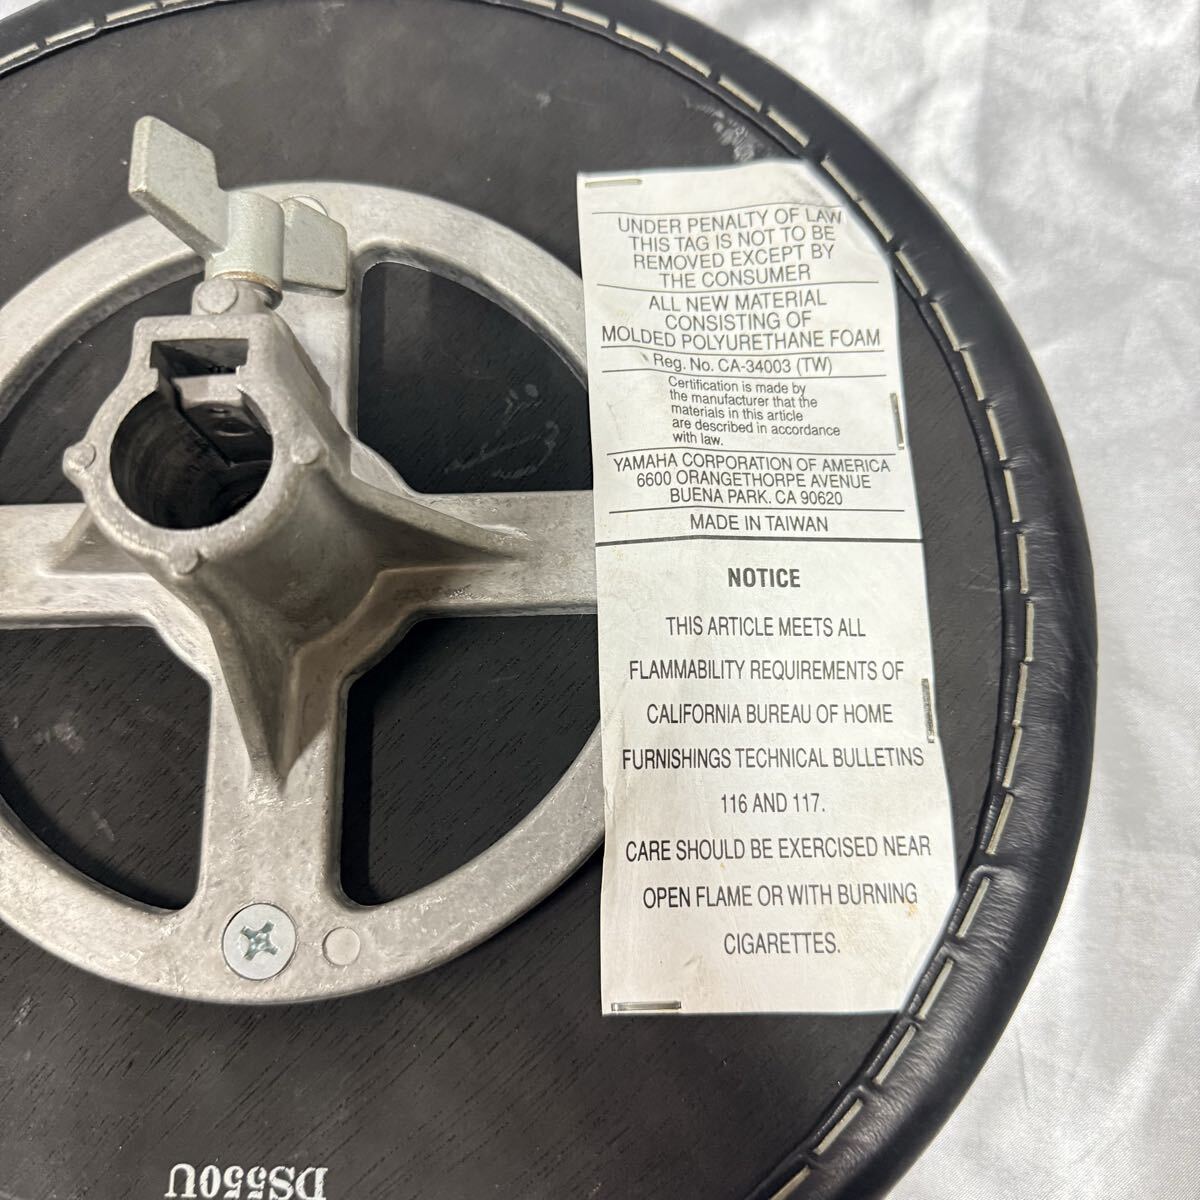 UNDER PENALTY OF LAW
THIS TAG IS NOT TO BE
REMOVED EXCEPT BY
THE CONSUMER
ALL NEW MATERIAL
CONSISTING OF
MOLDED POLYURETHANE FOAM
Reg. No. CA-34003 (TW)
Certification is made by
the manufacturer that the
materials in this article
are described in accordance
with law.
YAMAHA CORPORATION OF AMERICA
6600 ORANGETHORPE AVENUE
BUENA PARK. CA 90620
MADE IN TAIWAN
NOTICE
THIS ARTICLE MEETS ALL
FLAMMABILITY REQUIREMENTS OF
CALIFORNIA BUREAU OF HOME
FURNISHINGS TECHNICAL BULLETINS
116 AND 117.
CARE SHOULD BE EXERCISED NEAR
OPEN FLAME OR WITH BURNING
CIGARETTES.
DS550U